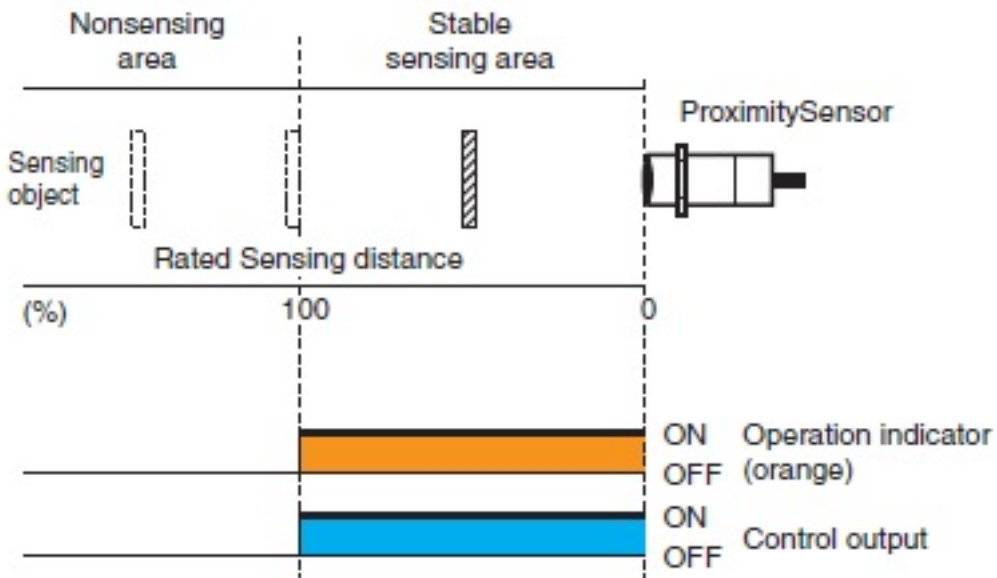 Nonsensing
area
Stable
sensing area
ProximitySensor
Sensing
object
Rated Sensing distance
(%)
100
0
ON
OFF
Operation indicator
(orange)
ON
OFF
Control output